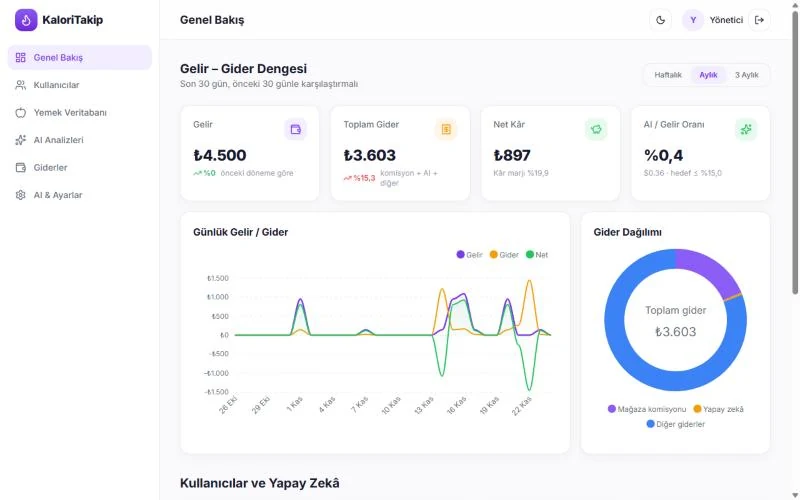 KaloriTakip
Genel Bakış
Kullanıcılar
Yemek Veritabanı
AI Analizleri
Giderler
AI & Ayarlar
Genel Bakış
Y Yönetici
Gelir – Gider Dengesi
Son 30 gün, önceki 30 günle karşılaştırmalı
Haftalık Aylık 3 Aylık
Gelir
₺4.500
%0 önceki döneme göre
Toplam Gider
₺3.603
%15,3 komisyon + AI +
diğer
Net Kâr
₺897
Kâr marjı %19,9
AI / Gelir Oranı
%0,4
$0.36 · hedef ≤ %15,0
Günlük Gelir / Gider
Gelir Gider Net
₺1.500
₺1.000
₺500
₺0
-₺500
-₺1.000
-₺1.500
26 Eki 29 Eki 1 Kas 4 Kas 7 Kas 10 Kas 13 Kas 16 Kas 19 Kas 22 Kas
Gider Dağılımı
Toplam gider
₺3.603
Mağaza komisyonu Yapay zekâ
Diğer giderler
Kullanıcılar ve Yapay Zekâ